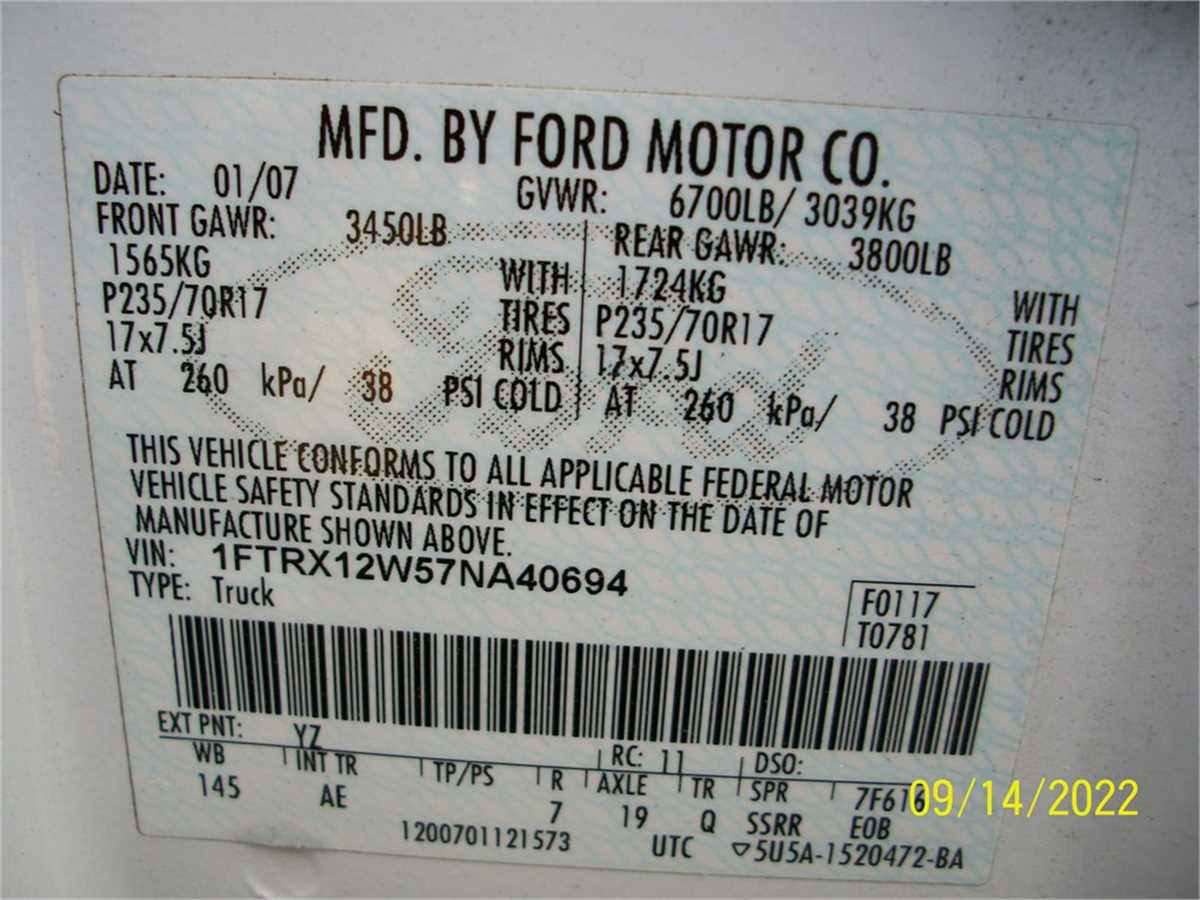 MFD. BY FORD MOTOR CO.
DATE: 01/07 GVWR: 6700LB/ 3039KG
FRONT GAWR: 3450LB REAR GAWR: 3800LB
1565KG WITH 1724KG WITH
P235/70R17 TIRES P235/70R17 TIRES
17x7.5J RIMS 17x7.5J RIMS
AT 260 kPa/ 38 PSI COLD AT 260 kPa/ 38 PSI COLD
THIS VEHICLE CONFORMS TO ALL APPLICABLE FEDERAL MOTOR
VEHICLE SAFETY STANDARDS IN EFFECT ON THE DATE OF
MANUFACTURE SHOWN ABOVE.
VIN: 1FTRX12W57NA40694
TYPE: Truck
F0117
T0781
EXT PNT: YZ RC: 11 DSO:
WB INT TR TP/PS R AXLE TR SPR 7F616
145 AE 7 19 Q SSRR EOB
1200701121573 UTC ▽5U5A-1520472-BA
Ford
09/14/2022